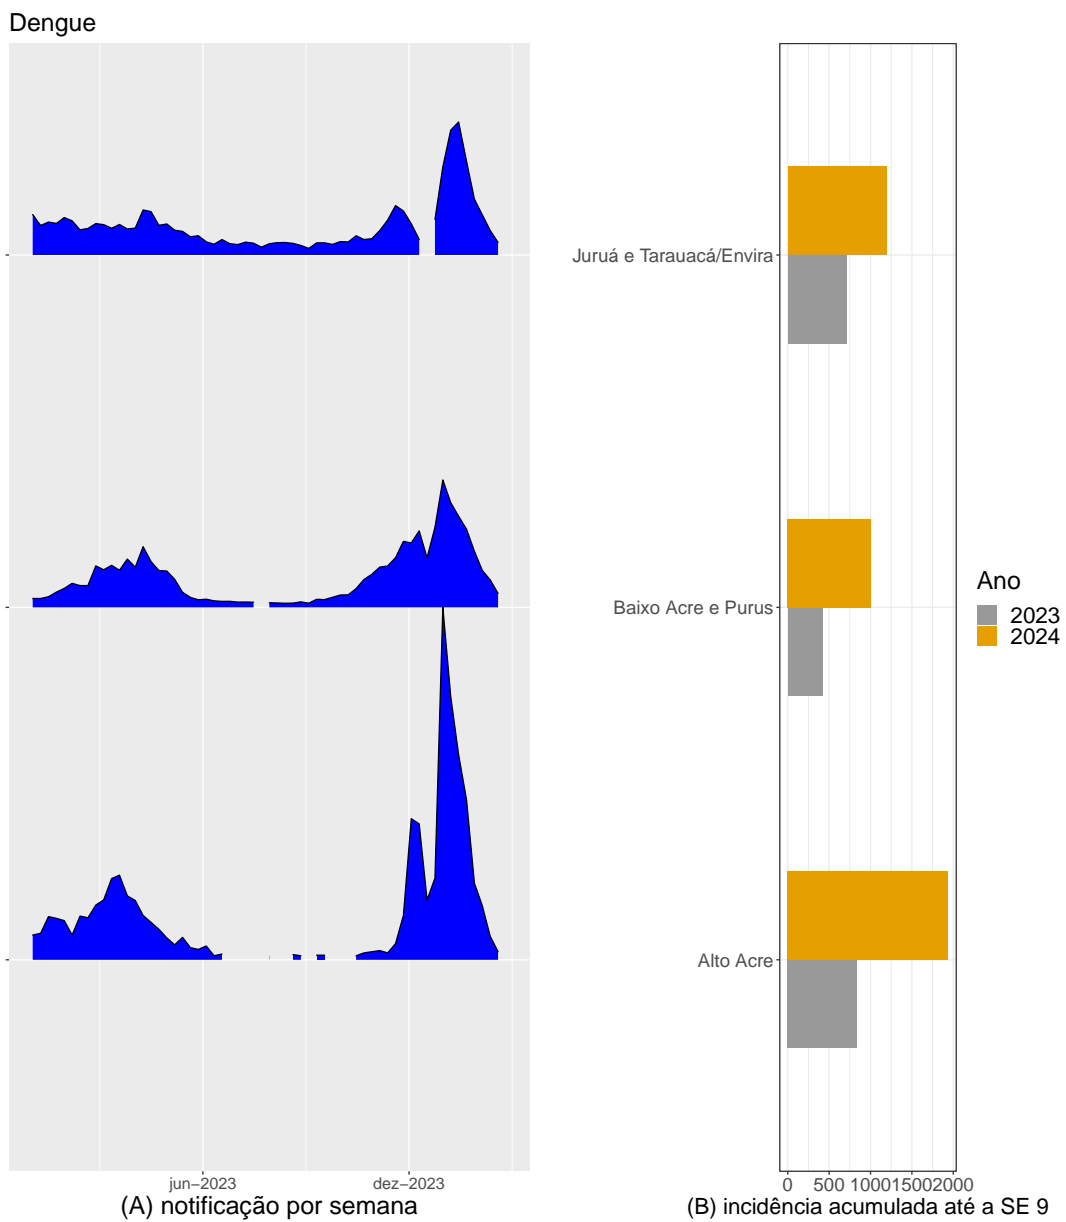 Dengue
Juruá e Tarauacá/Envira
Baixo Acre e Purus
Alto Acre
Ano
2023
2024
jun−2023 dez−2023
0 500 1000 1500 2000
(A) notificação por semana
(B) incidência acumulada até a SE 9